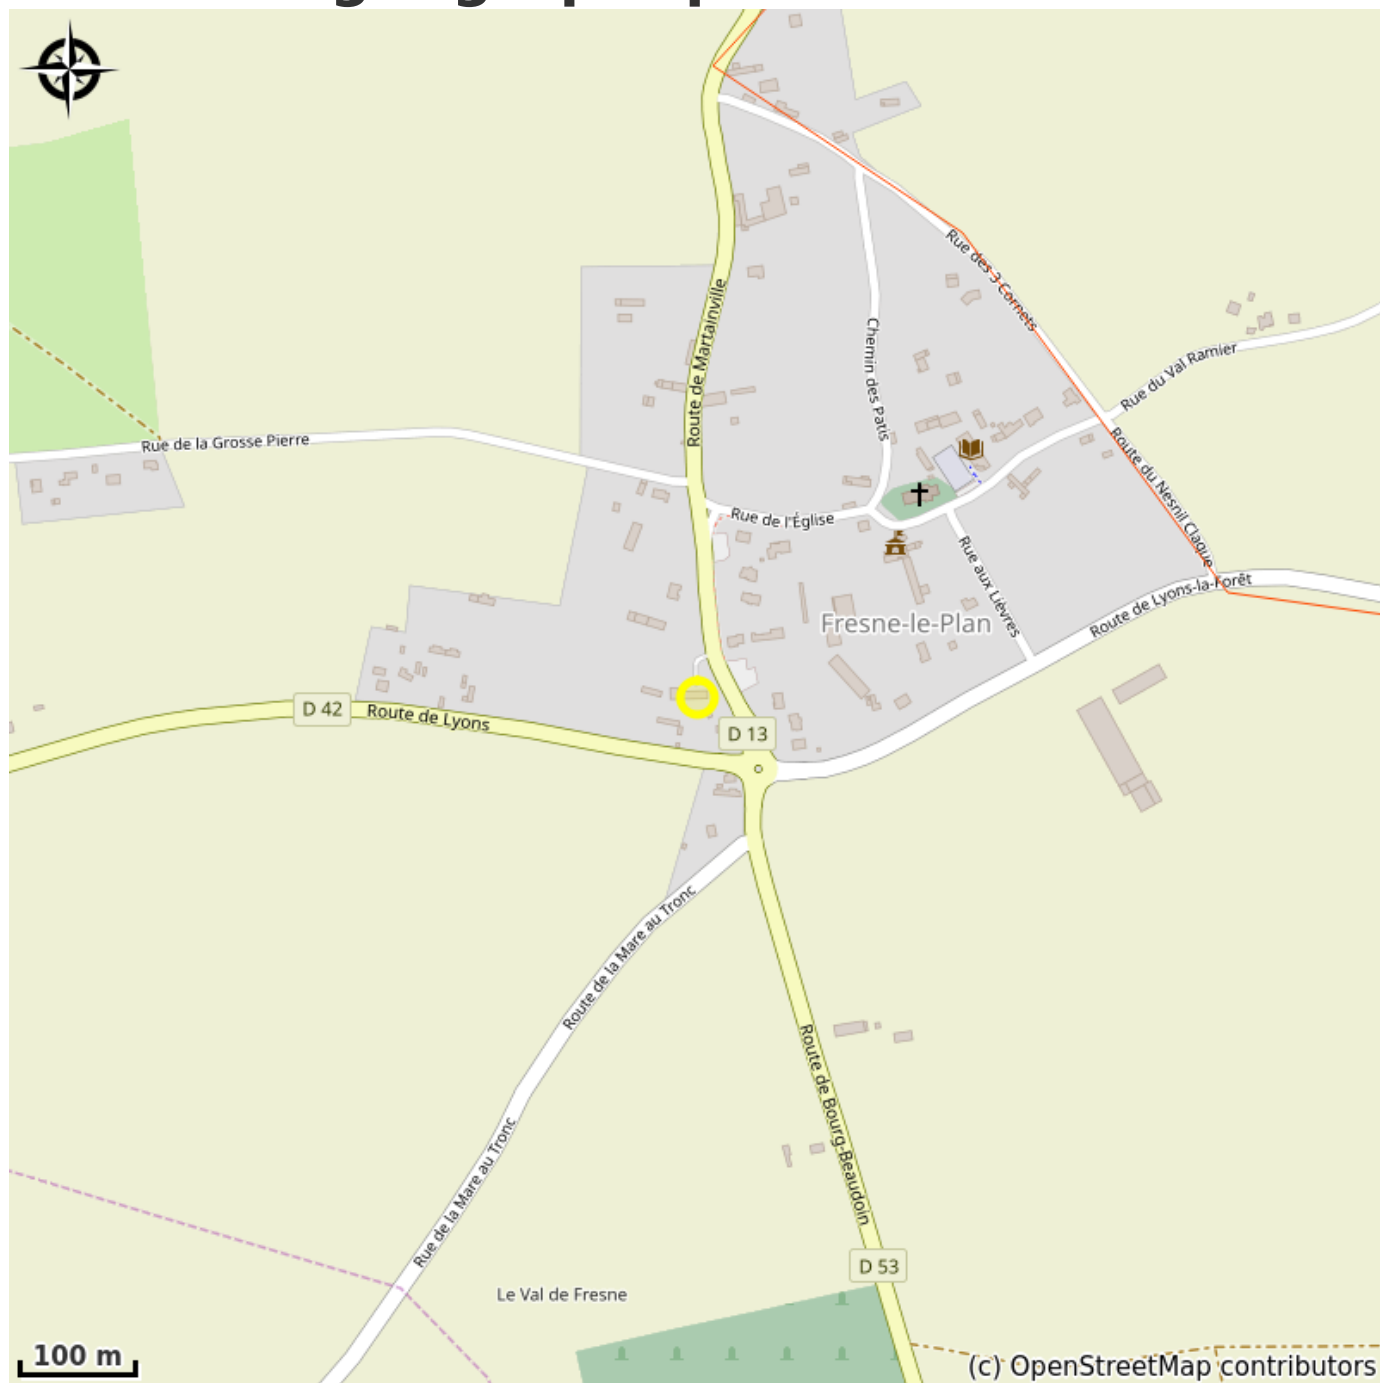 Route de Martainville
Rue des 3 Cornets
Chemin des Patis
Rue du Val Ramier
Rue de la Grosse Pierre
Route du Nesnil Claque
Rue de l'Église
Rue aux Lièvres
Route de Lyons-la-Forêt
Fresne-le-Plan
D 42
Route de Lyons
D 13
Route de la Mare au Tronc
Route de Bourg-Beaudoin
Rue de la Mare au Tronc
D 53
Le Val de Fresne
100 m
(c) OpenStreetMap contributors